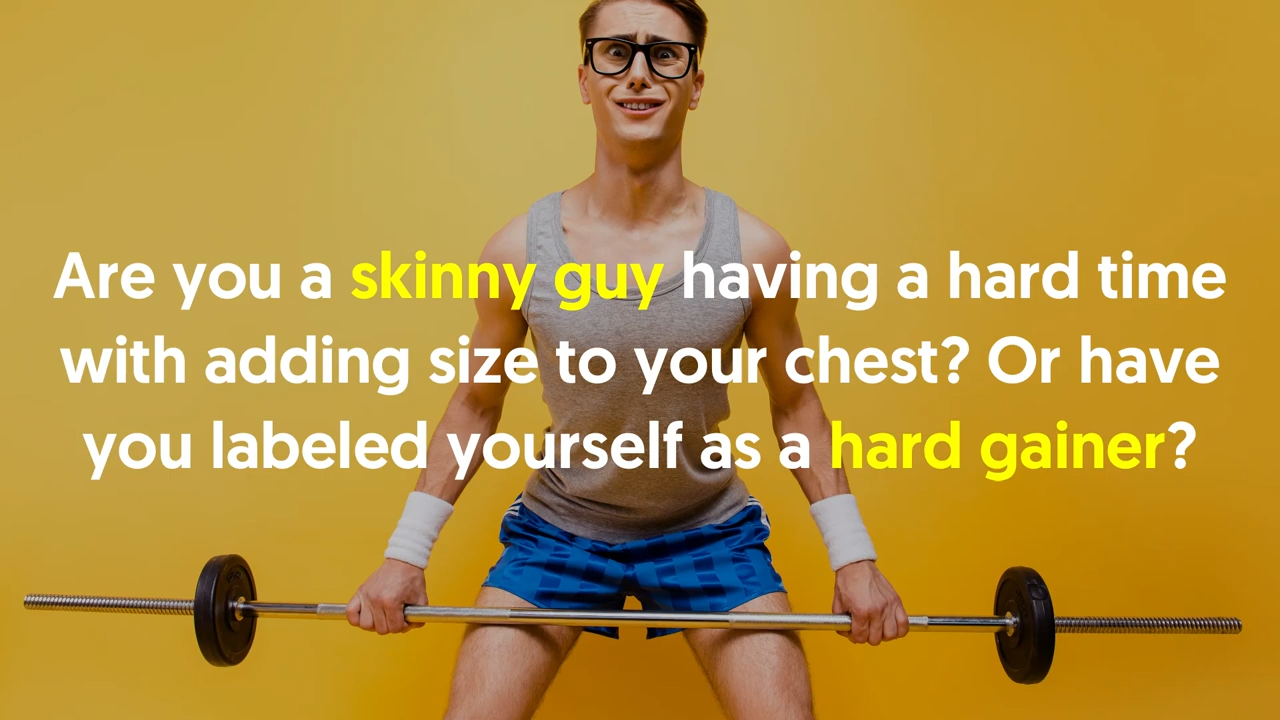 Are you a skinny guy having a hard time
with adding size to your chest? Or have
you labeled yourself as a hard gainer?